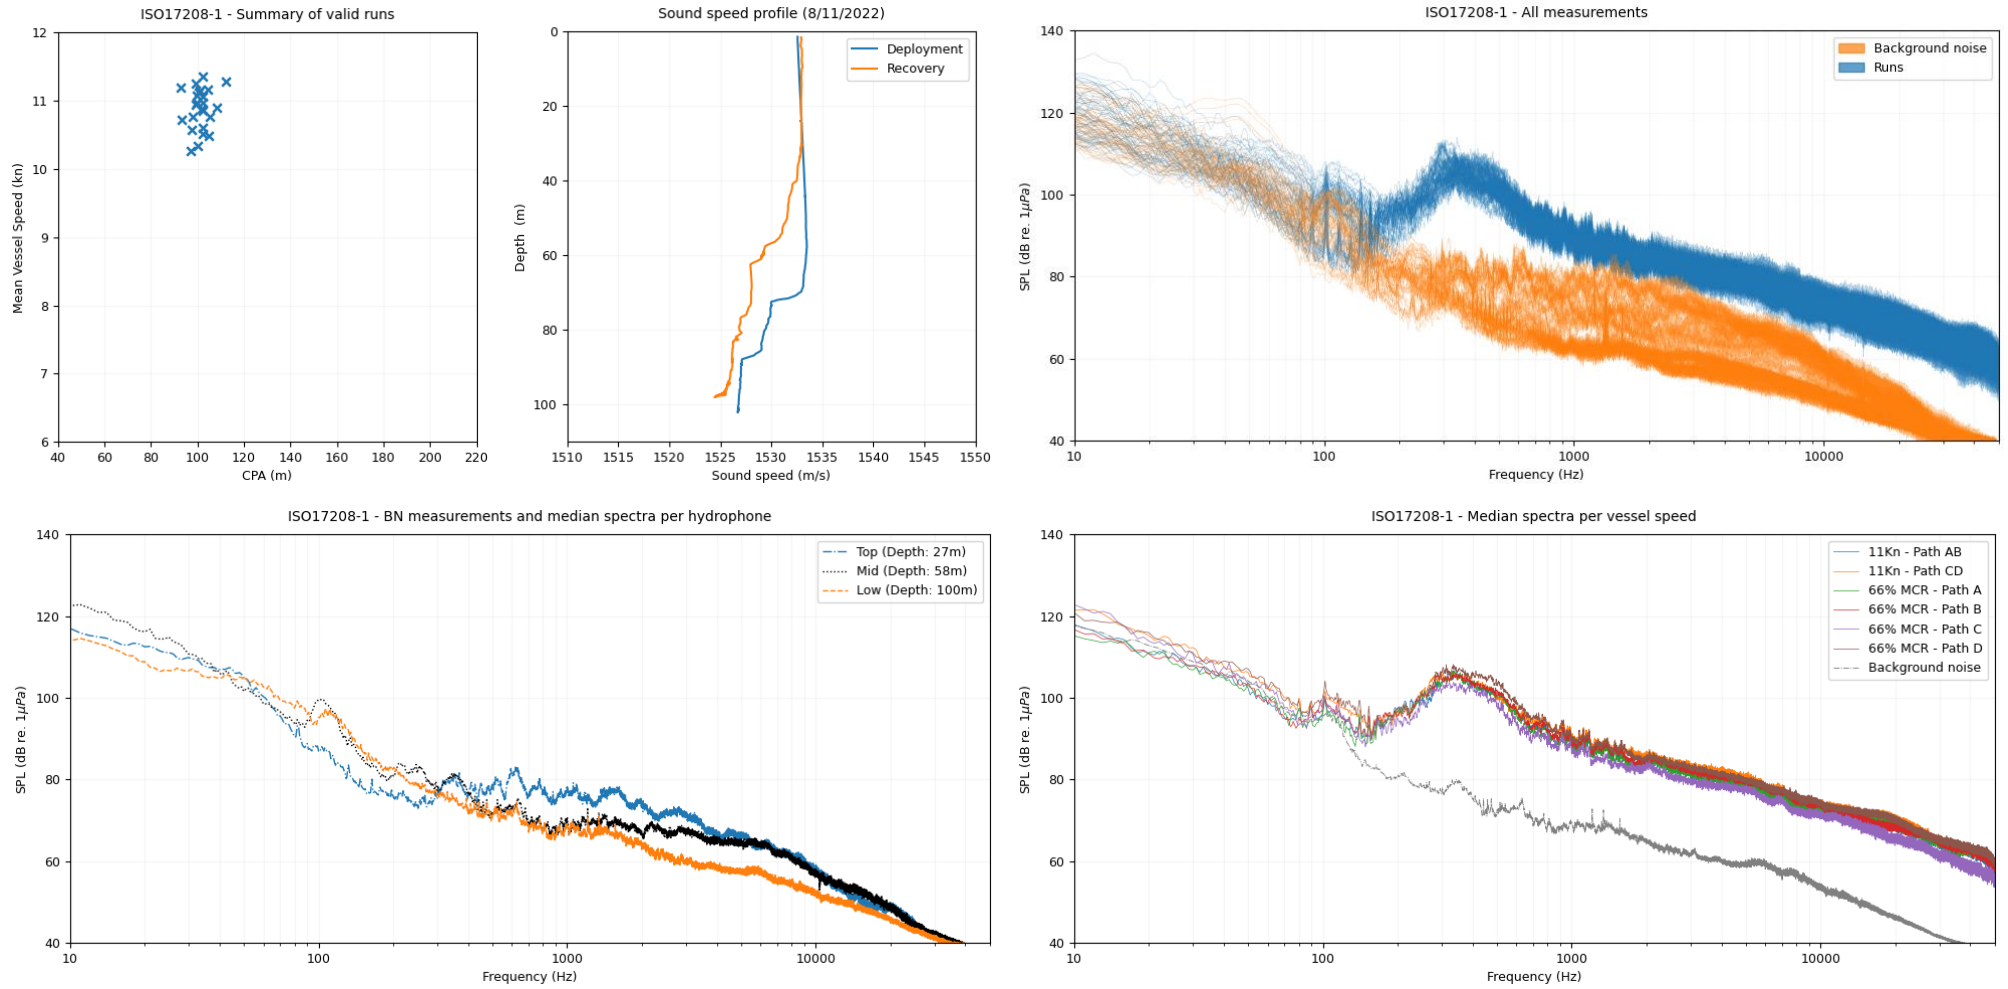 ISO17208-1 - Summary of valid runs
12
11
10
9
8
7
6
Mean Vessel Speed (kn)
40 60 80 100 120 140 160 180 200 220
CPA (m)
Sound speed profile (8/11/2022)
Deployment
Recovery
0
20
40
60
80
100
Depth (m)
1510 1515 1520 1525 1530 1535 1540 1545 1550
Sound speed (m/s)
ISO17208-1 - All measurements
Background noise
Runs
140
120
100
80
60
40
SPL (dB re. 1μPa)
10 100 1000 10000
Frequency (Hz)
ISO17208-1 - BN measurements and median spectra per hydrophone
Top (Depth: 27m)
Mid (Depth: 58m)
Low (Depth: 100m)
140
120
100
80
60
40
SPL (dB re. 1μPa)
10 100 1000 10000
Frequency (Hz)
ISO17208-1 - Median spectra per vessel speed
11Kn - Path AB
11Kn - Path CD
66% MCR - Path A
66% MCR - Path B
66% MCR - Path C
66% MCR - Path D
Background noise
140
120
100
80
60
40
SPL (dB re. 1μPa)
10 100 1000 10000
Frequency (Hz)